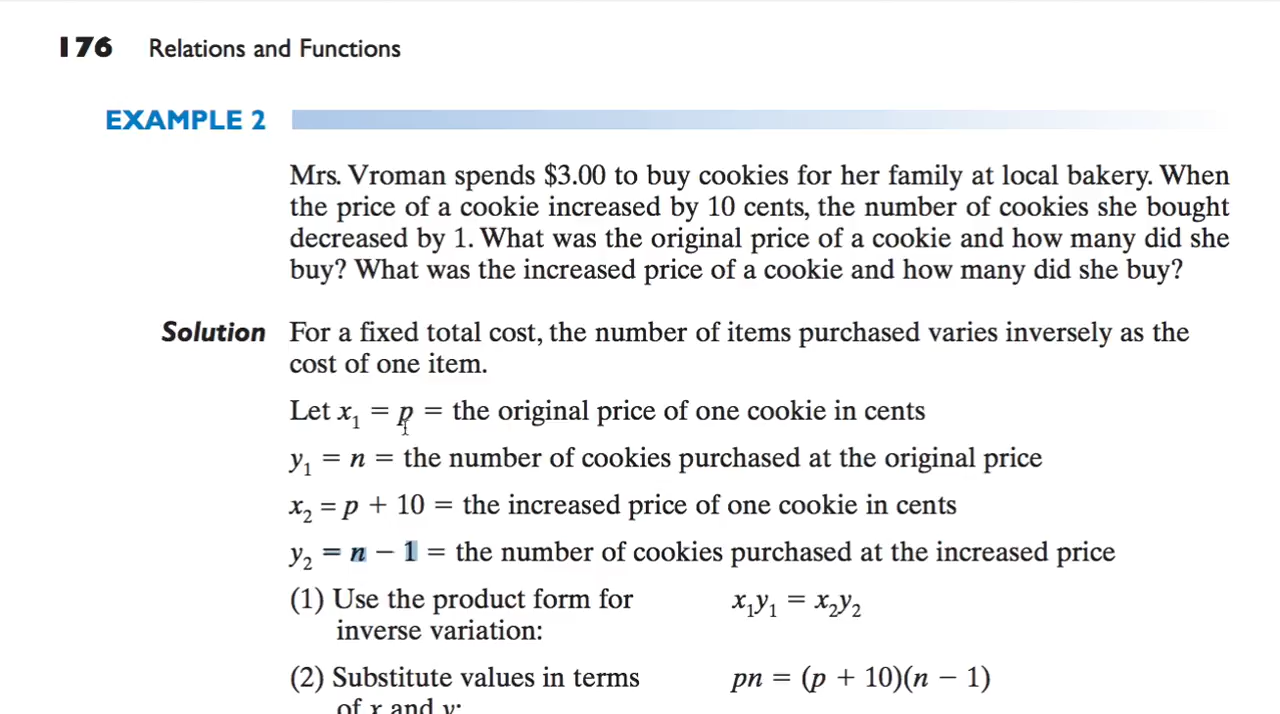 176 Relations and Functions
EXAMPLE 2
Mrs. Vroman spends $3.00 to buy cookies for her family at local bakery. When
the price of a cookie increased by 10 cents, the number of cookies she bought
decreased by 1. What was the original price of a cookie and how many did she
buy? What was the increased price of a cookie and how many did she buy?
Solution For a fixed total cost, the number of items purchased varies inversely as the
cost of one item.
Let x₁ = p = the original price of one cookie in cents
y₁ = n = the number of cookies purchased at the original price
x₂ = p + 10 = the increased price of one cookie in cents
y₂ = n − 1 = the number of cookies purchased at the increased price
(1) Use the product form for x₁y₁ = x₂y₂
inverse variation:
(2) Substitute values in terms pn = (p + 10)(n − 1)
of x and y: